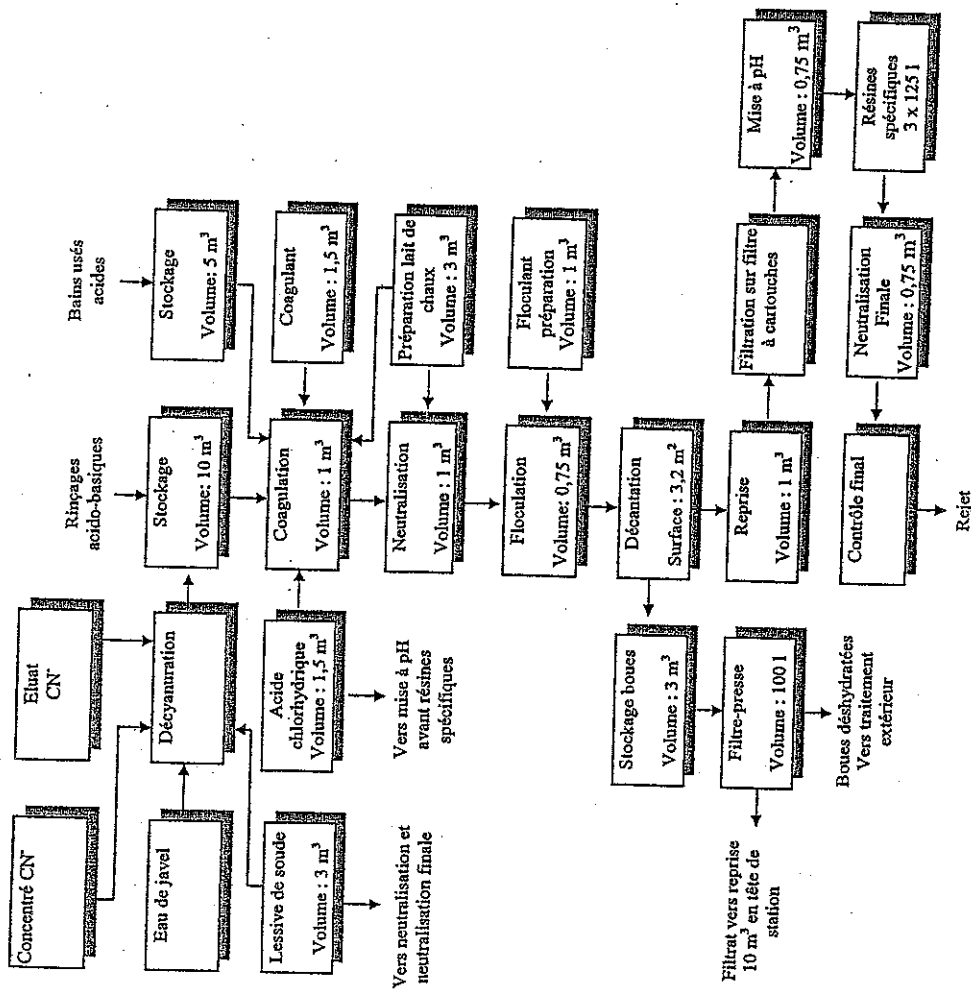 Concentré CN⁻
Eluat
CN⁻
Rinçages
acido-basiques
Bains usés
acides
Eau de javel
Décyanuration
Stockage
Volume: 10 m³
Stockage
Volume: 5 m³
Lessive de soude
Volume : 3 m³
Acide
chlorhydrique
Volume : 1,5 m³
Coagulation
Volume : 1 m³
Coagulant
Volume : 1,5 m³
Vers neutralisation et
neutralisation finale
Vers mise à pH
avant résines
spécifiques
Neutralisation
Volume : 1 m³
Préparation lait de
chaux
Volume : 3 m³
Floculation
Volume: 0,75 m³
Floculant
préparation
Volume : 1 m³
Stockage boues
Volume : 3 m³
Décantation
Surface : 3,2 m²
Filtre-presse
Volume : 100 l
Reprise
Volume : 1 m³
Filtration sur filtre
à cartouches
Mise à pH
Volume : 0,75 m³
Filtrat vers reprise
10 m³ en tête de
station
Boues déshydratées
Vers traitement
extérieur
Contrôle final
Neutralisation
Finale
Volume : 0,75 m³
Résines
spécifiques
3 x 125 l
Rejet